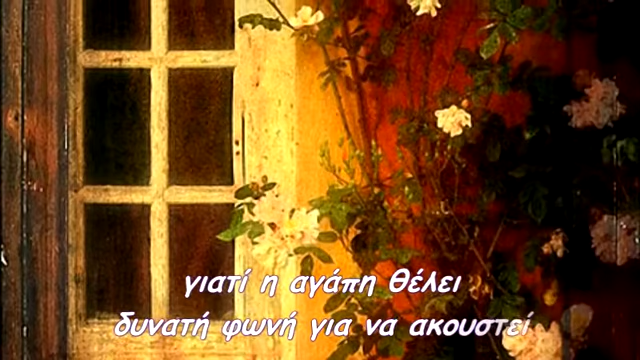 γιατί η αγάπη θέλει
δυνατή φωνή για να ακουστεί